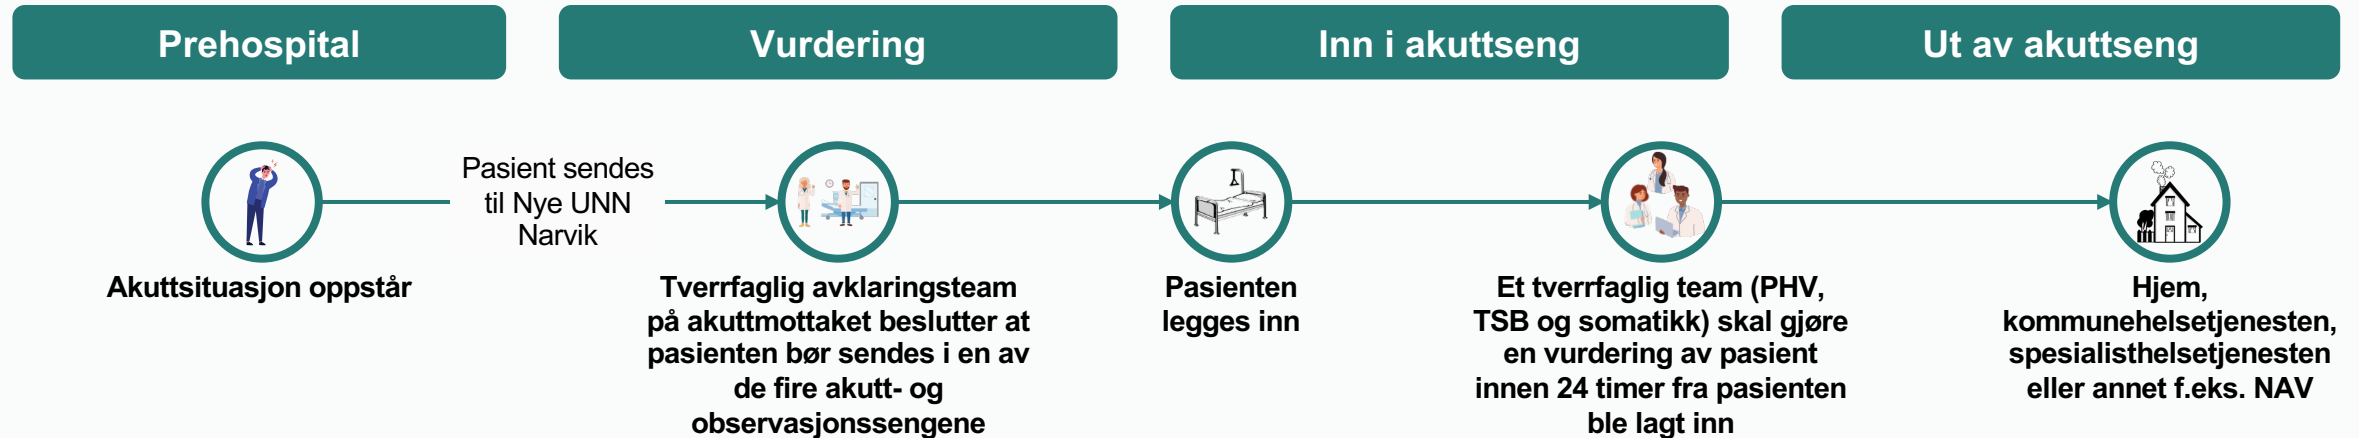 Prehospital
Vurdering
Inn i akuttseng
Ut av akuttseng
Pasient sendes
til Nye UNN
Narvik
Akuttsituasjon oppstår
Tverrfaglig avklaringsteam
på akuttmottaket beslutter at
pasienten bør sendes i en av
de fire akutt- og
observasjonssengene
Pasienten
legges inn
Et tverrfaglig team (PHV,
TSB og somatikk) skal gjøre
en vurdering av pasient
innen 24 timer fra pasienten
ble lagt inn
Hjem,
kommunehelsetjenesten,
spesialisthelsetjenesten
eller annet f.eks. NAV